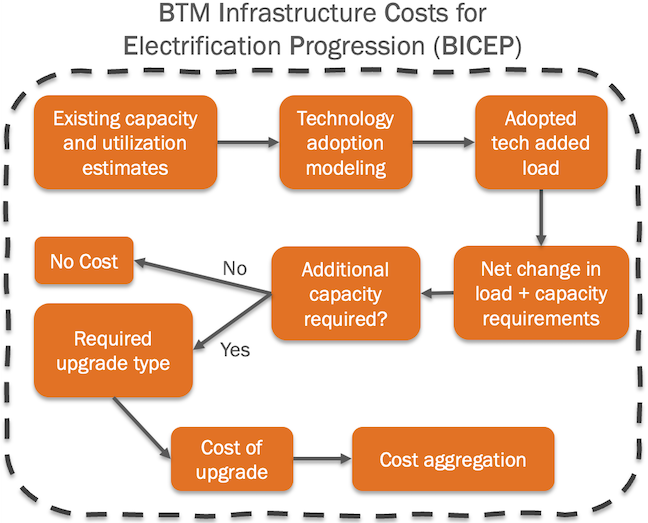 BTM Infrastructure Costs for
Electrification Progression (BICEP)
Existing capacity
and utilization
estimates
Technology
adoption
modeling
Adopted
tech added
load
Net change in
load + capacity
requirements
Additional
capacity
required?
No
No Cost
Yes
Required
upgrade type
Cost of
upgrade
Cost aggregation